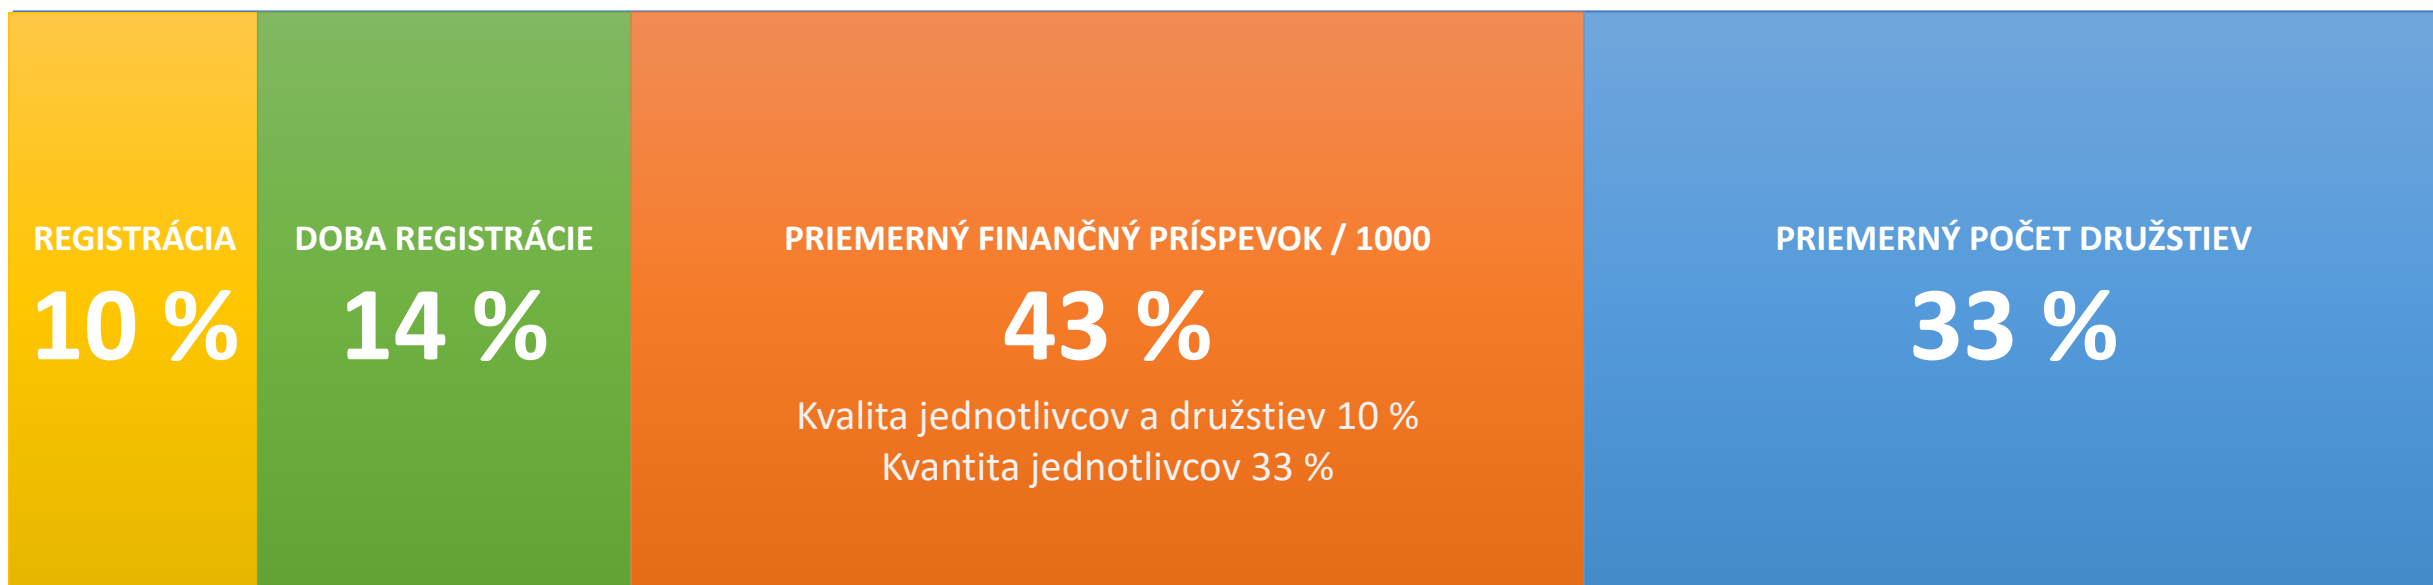 REGISTRÁCIA
10 %
DOBA REGISTRÁCIE
14 %
PRIEMERNÝ FINANČNÝ PRÍSPEVOK / 1000
43 %
Kvalita jednotlivcov a družstiev 10 %
Kvantita jednotlivcov 33 %
PRIEMERNÝ POČET DRUŽSTIEV
33 %